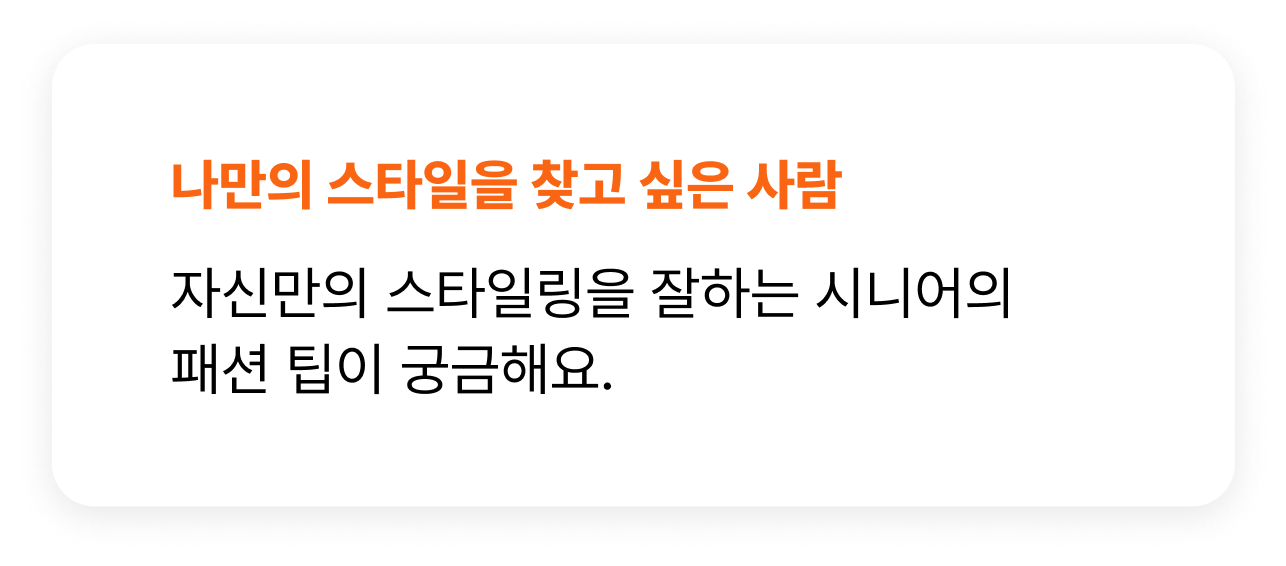 나만의 스타일을 찾고 싶은 사람
자신만의 스타일링을 잘하는 시니어의
패션 팁이 궁금해요.